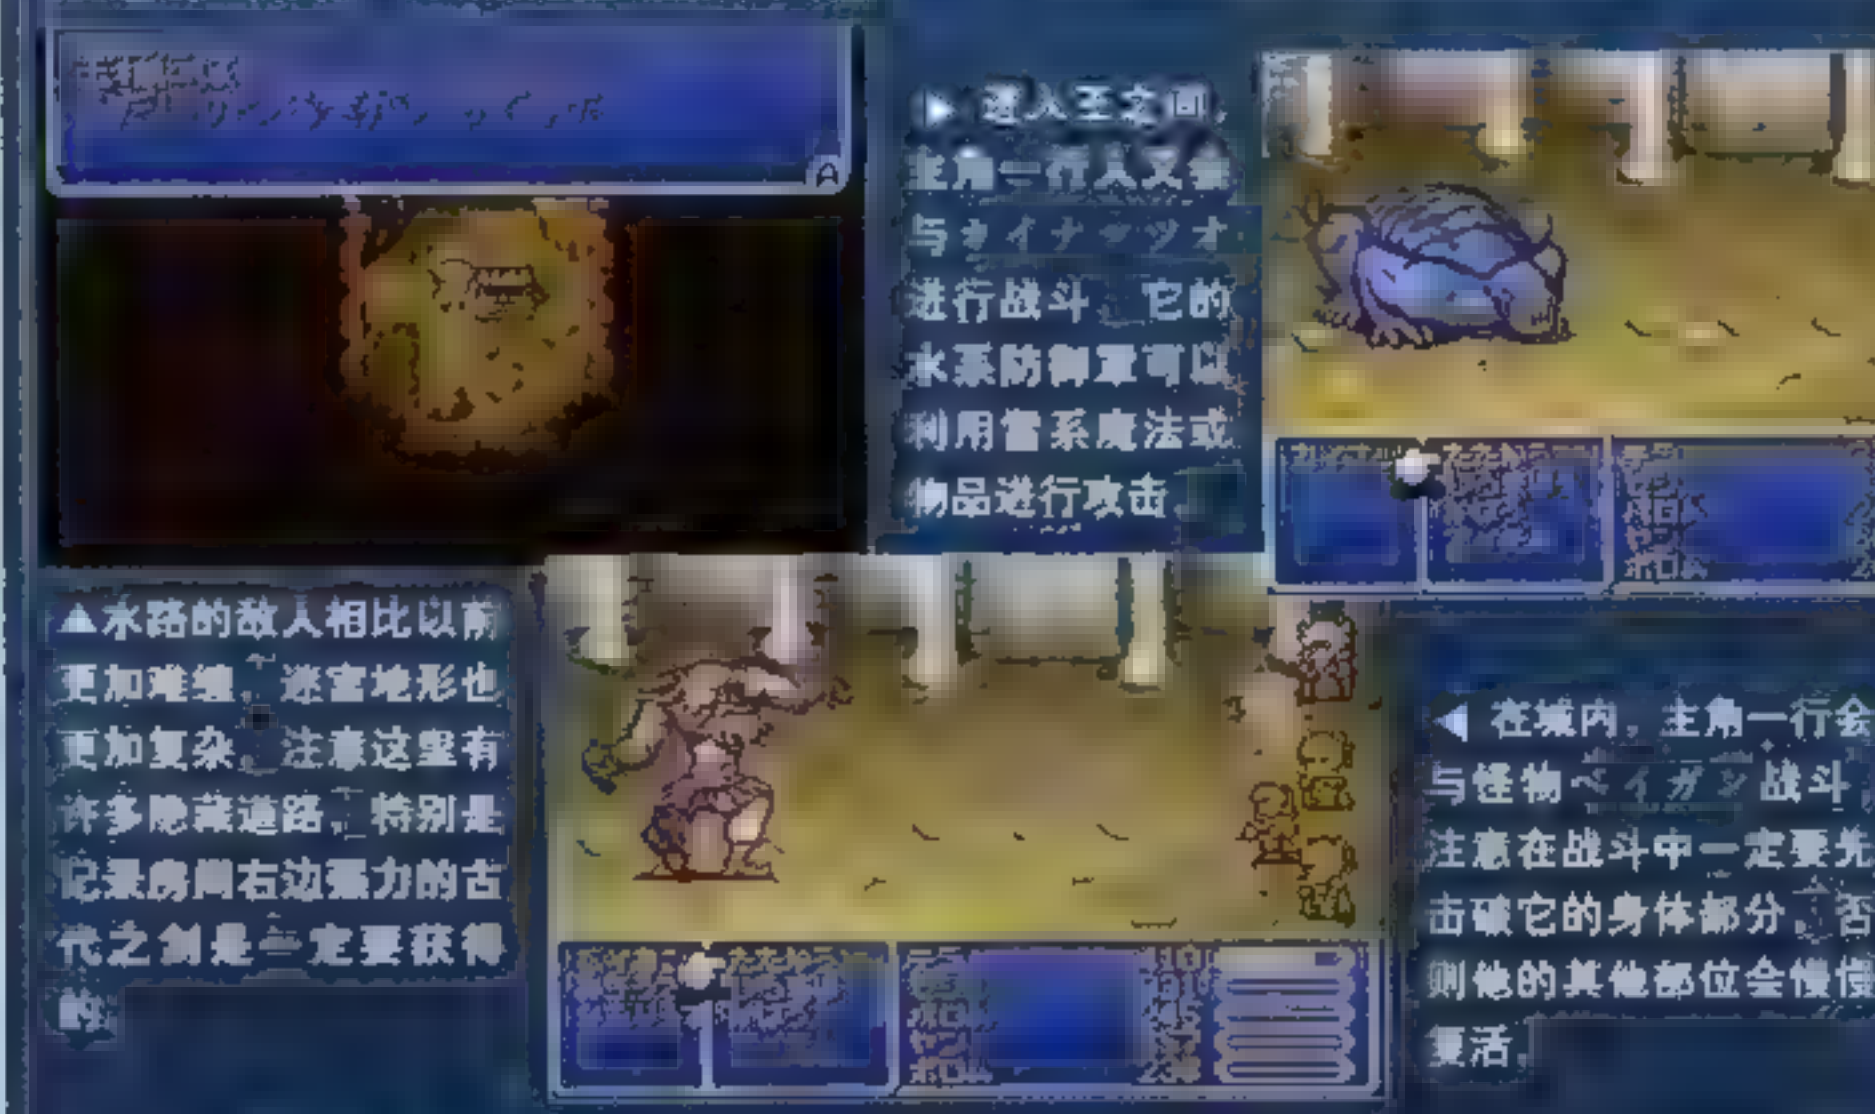 ▶ 进入王之间，
主角一行人又会
与カイナッツオ
进行战斗。它的
水系防御罩可以
利用雷系魔法或
物品进行攻击。
▲水路的敌人相比以前
更加难缠，迷宫地形也
更加复杂。注意这里有
许多隐藏道路，特别是
记录房间右边强力的古
代之剑是一定要获得
的。
◀ 在城内，主角一行会
与怪物ベイガン战斗，
注意在战斗中一定要先
击破它的身体部分。否
则他的其他部位会慢慢
复活。